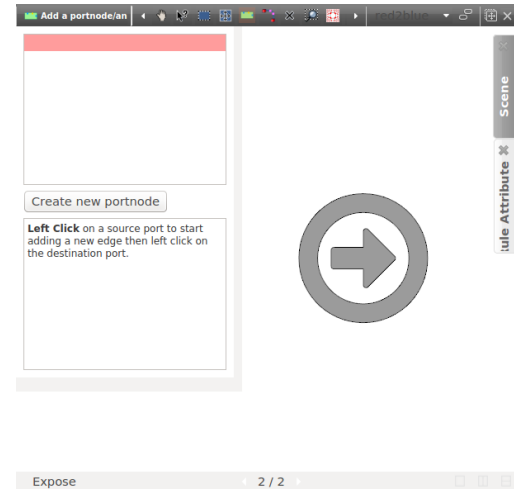 Add a portnode/an
red2blue
Scene
Create new portnode
ule Attribute
Left Click on a source port to start
adding a new edge then left click on
the destination port.
Expose
2 / 2